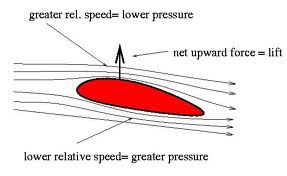 greater rel. speed= lower pressure
net upward force = lift
lower relative speed= greater pressure